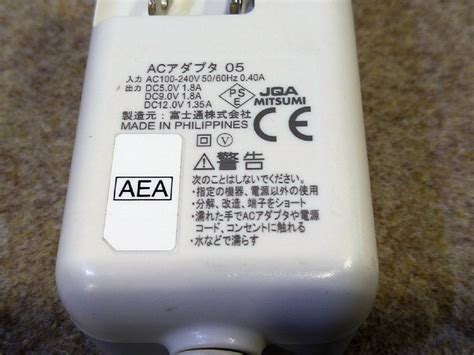 ACアダプタ 05
入力 AC100-240V 50/60Hz 0.40A
出力 DC5.0V 1.8A
DC9.0V 1.8A
DC12.0V 1.35A
PS
E
JQA
MITSUMI
製造元：富士通株式会社
MADE IN PHILIPPINES
CE
V
AEA
警告
次のことはしないでください。
・指定の機器、電源以外の使用
・分解、改造、端子をショート
・濡れた手でACアダプタや電源
コード、コンセントに触れる
・水などで濡らす